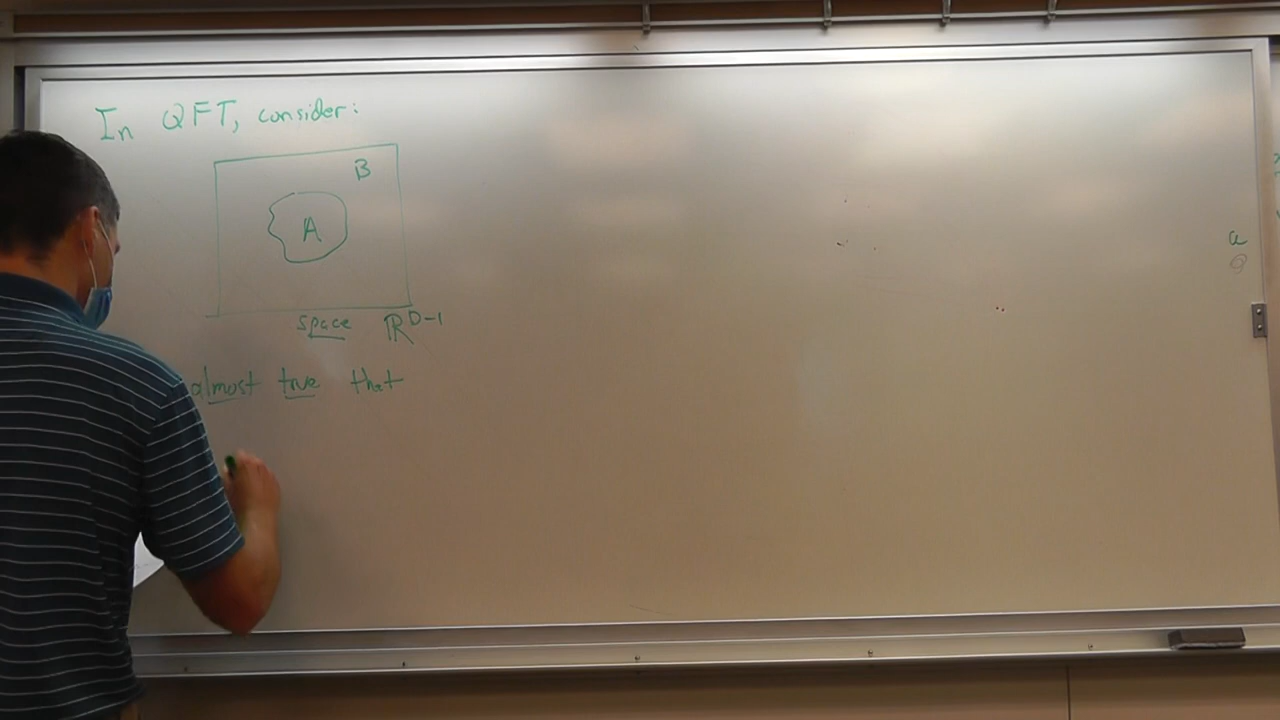 In QFT, consider:
B
A
space ℝ^{D-1}
almost true that
a